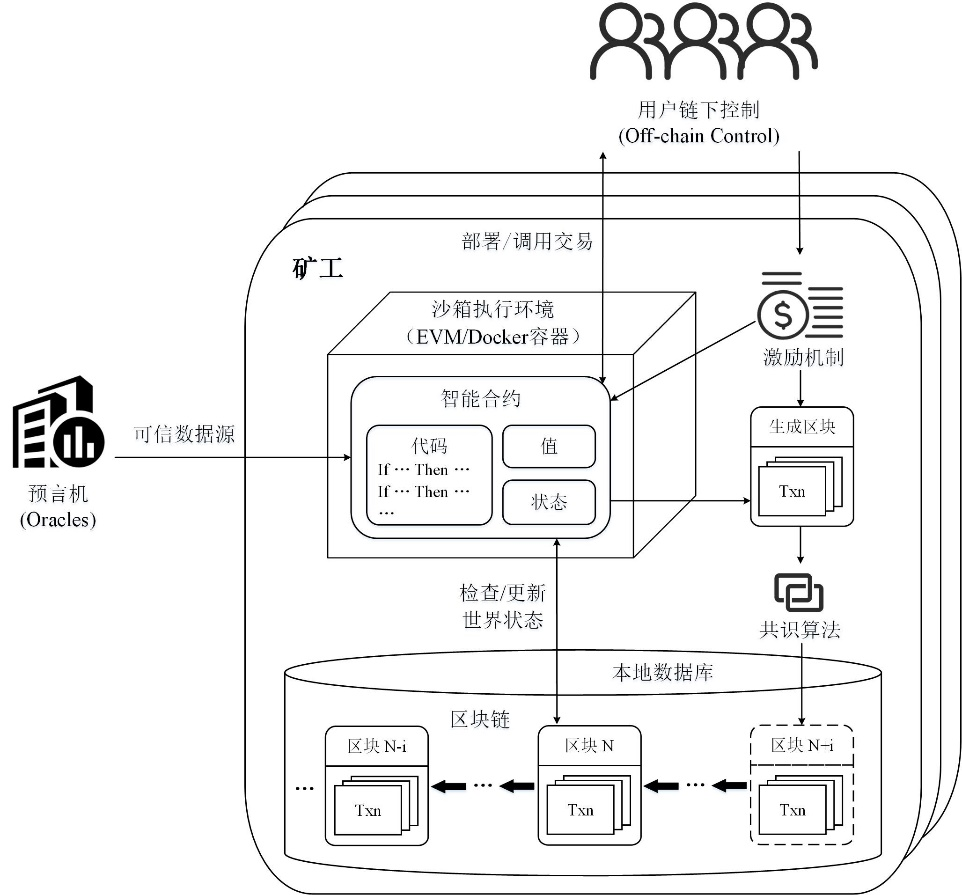 用户链下控制
(Off-chain Control)
部署/调用交易
矿工
沙箱执行环境
（EVM/Docker容器）
激励机制
智能合约
代码
If ··· Then ···
If ··· Then ···
···
值
状态
生成区块
Txn
可信数据源
预言机
(Oracles)
检查/更新
世界状态
共识算法
本地数据库
区块链
区块 N-i
Txn
···
···
区块 N
Txn
···
区块 N+i
Txn